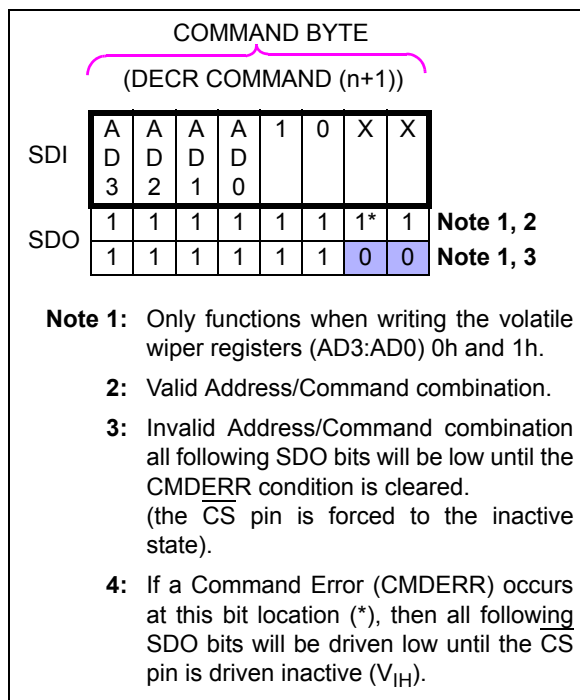 COMMAND BYTE
(DECR COMMAND (n+1))
SDI
A A A A 1 0 X X
D D D D
3 2 1 0
SDO
1 1 1 1 1 1 1* 1 Note 1, 2
1 1 1 1 1 1 0 0 Note 1, 3
Note 1: Only functions when writing the volatile
wiper registers (AD3:AD0) 0h and 1h.
2: Valid Address/Command combination.
3: Invalid Address/Command combination
all following SDO bits will be low until the
CMDERR condition is cleared.
(the CS pin is forced to the inactive
state).
4: If a Command Error (CMDERR) occurs
at this bit location (*), then all following
SDO bits will be driven low until the CS
pin is driven inactive (VIH).